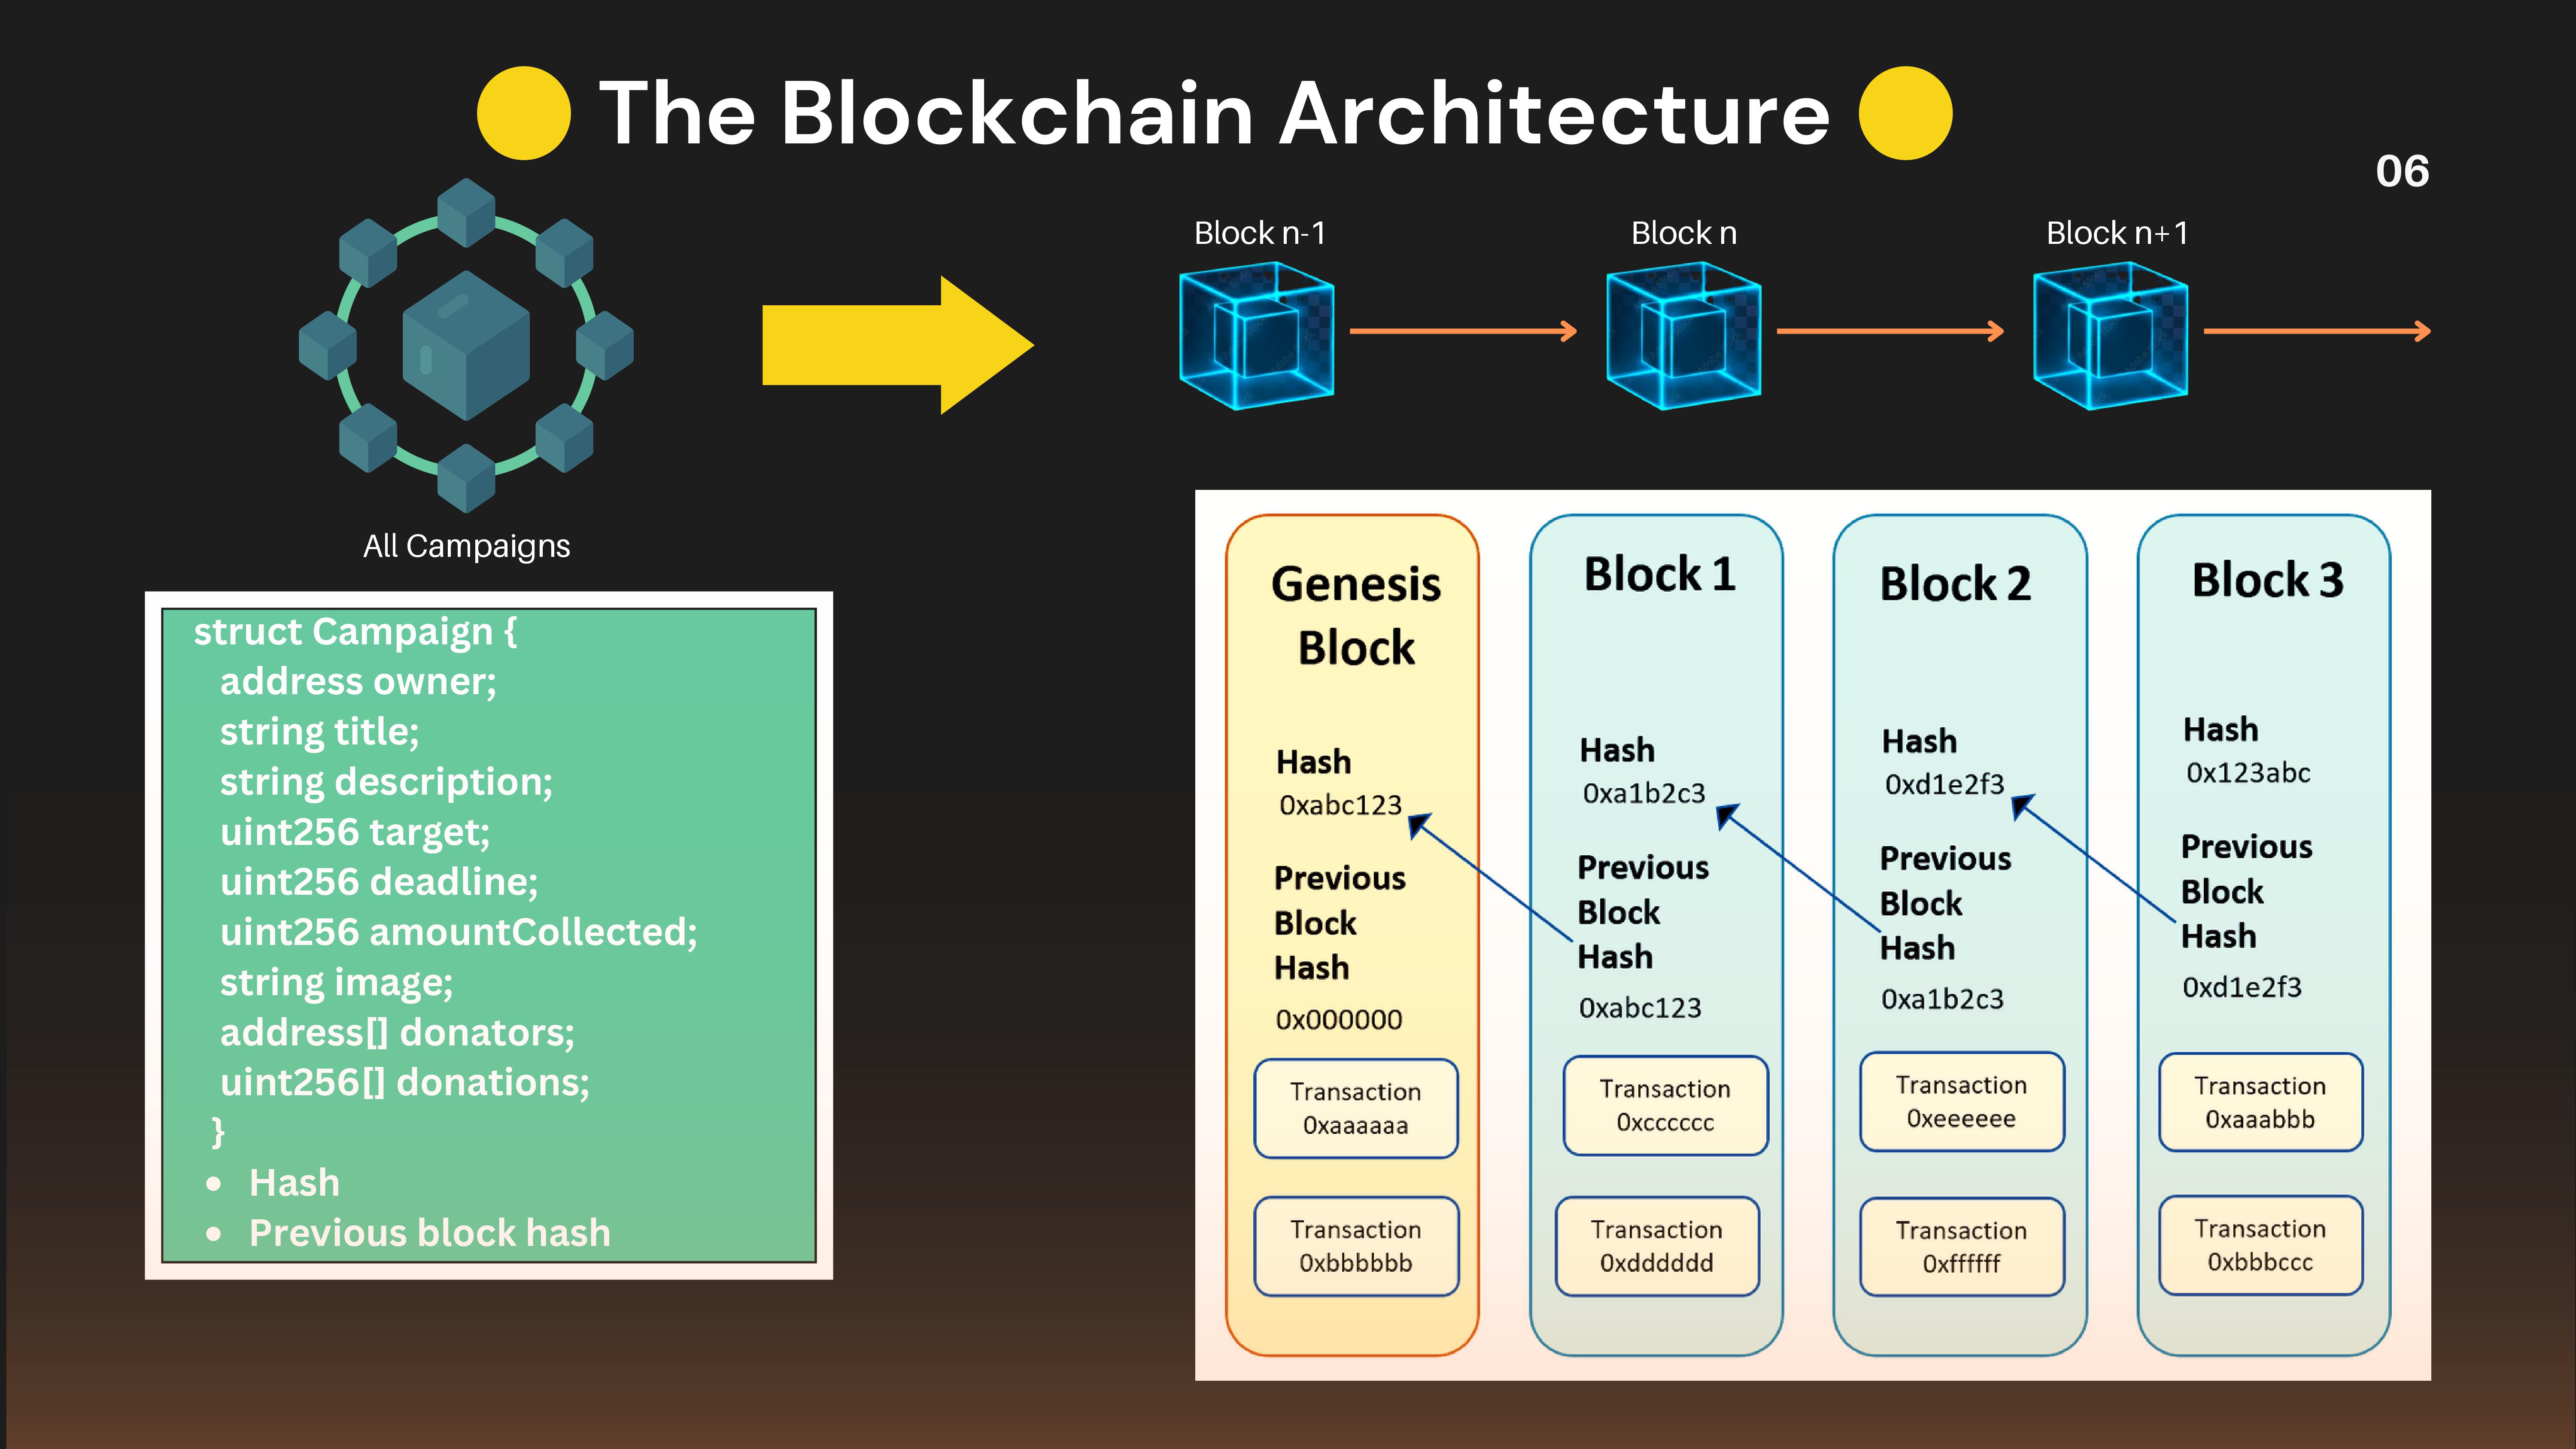 The Blockchain Architecture
06
Block n-1
Block n
Block n+1
All Campaigns
struct Campaign {
address owner;
string title;
string description;
uint256 target;
uint256 deadline;
uint256 amountCollected;
string image;
address[] donators;
uint256[] donations;
}
• Hash
• Previous block hash
Genesis
Block
Hash
0xabc123
Previous
Block
Hash
0x000000
Transaction
0xaaaaaa
Transaction
0xbbbbbb
Block 1
Hash
0xa1b2c3
Previous
Block
Hash
0xabc123
Transaction
0xcccccc
Transaction
0xdddddd
Block 2
Hash
0xd1e2f3
Previous
Block
Hash
0xa1b2c3
Transaction
0xeeeeee
Transaction
0xffffff
Block 3
Hash
0x123abc
Previous
Block
Hash
0xd1e2f3
Transaction
0xaaabbb
Transaction
0xbbbccc